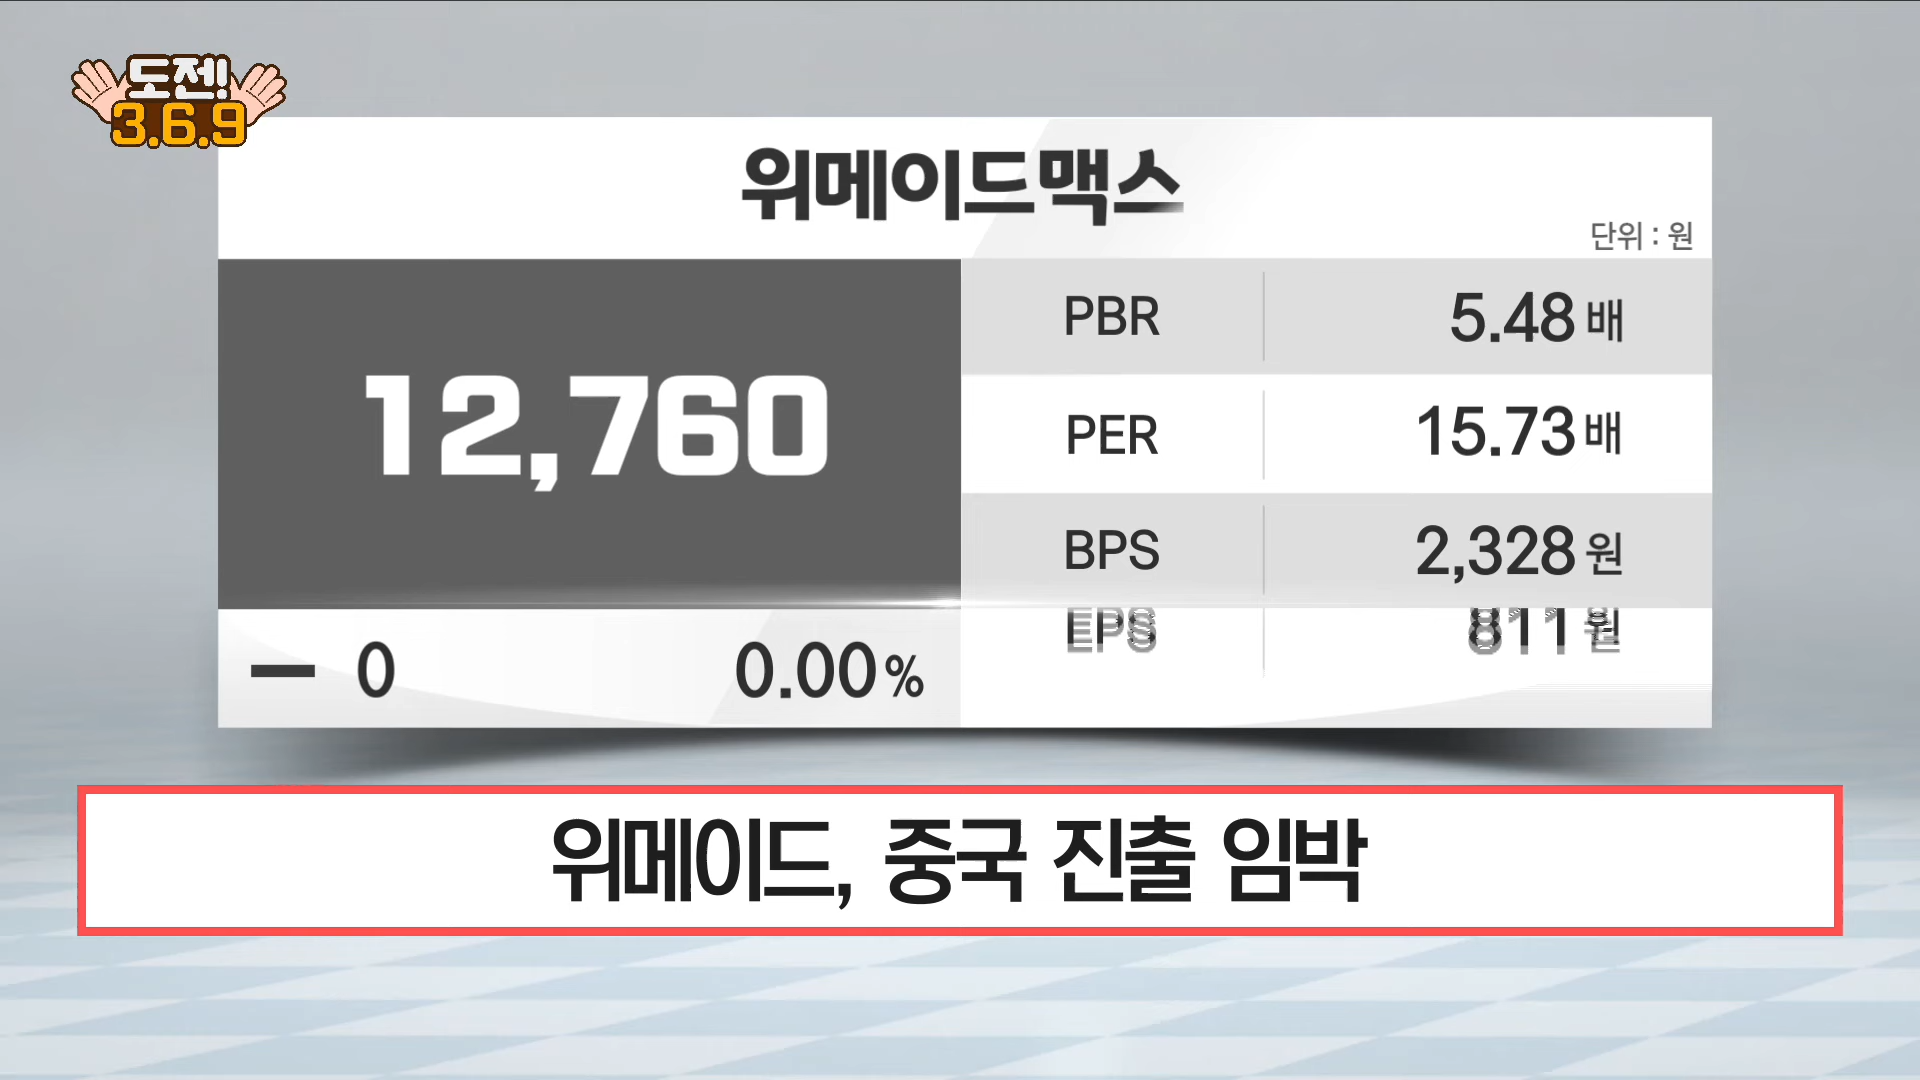 도젠!
3.6.9
위메이드맥스
단위 : 원
12,760
0 0.00%
PBR 5.48 배
PER 15.73 배
BPS 2,328 원
EPS 811 원
위메이드, 중국 진출 임박